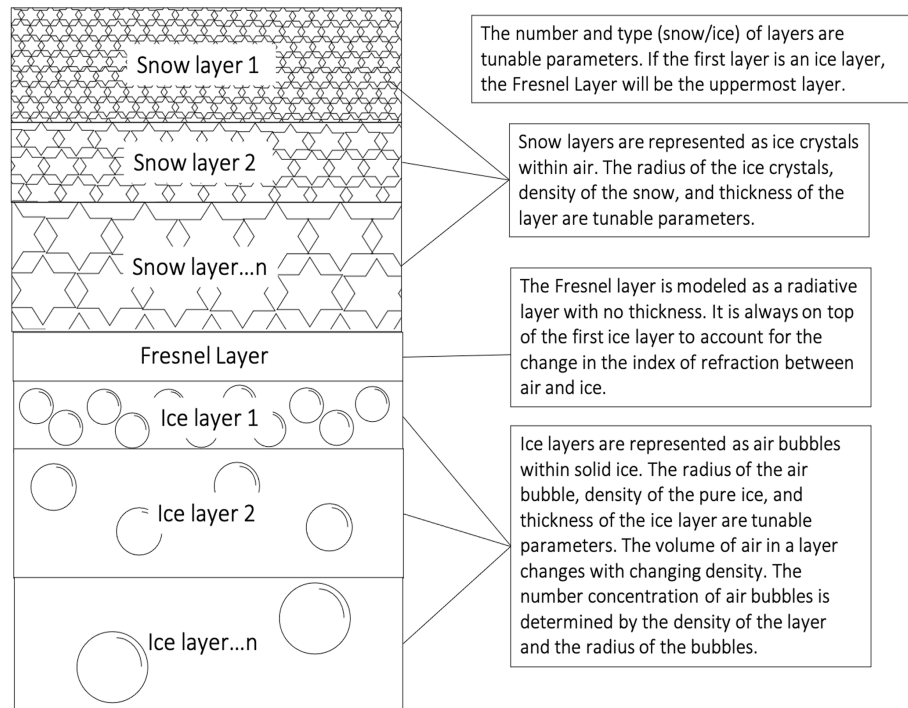 Snow layer 1
Snow layer 2
Snow layer...n
Fresnel Layer
Ice layer 1
Ice layer 2
Ice layer...n
The number and type (snow/ice) of layers are
tunable parameters. If the first layer is an ice layer,
the Fresnel Layer will be the uppermost layer.
Snow layers are represented as ice crystals
within air. The radius of the ice crystals,
density of the snow, and thickness of the
layer are tunable parameters.
The Fresnel layer is modeled as a radiative
layer with no thickness. It is always on top
of the first ice layer to account for the
change in the index of refraction between
air and ice.
Ice layers are represented as air bubbles
within solid ice. The radius of the air
bubble, density of the pure ice, and
thickness of the ice layer are tunable
parameters. The volume of air in a layer
changes with changing density. The
number concentration of air bubbles is
determined by the density of the layer
and the radius of the bubbles.